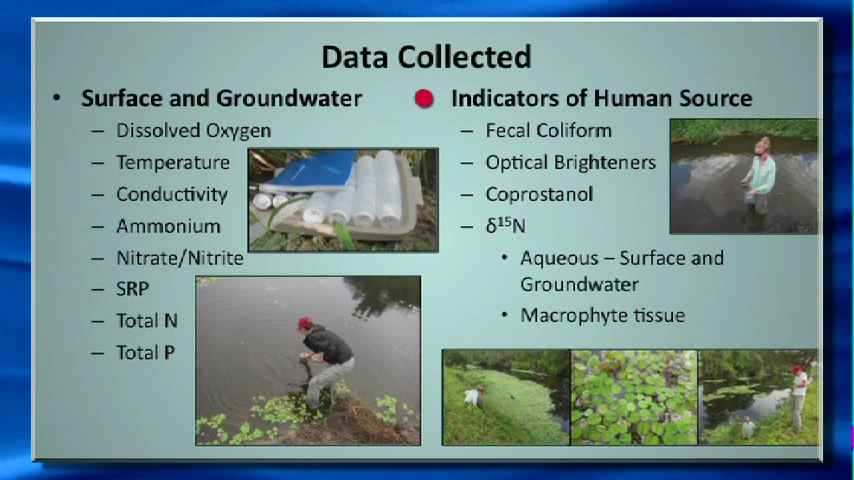 Data Collected
• Surface and Groundwater
– Dissolved Oxygen
– Temperature
– Conductivity
– Ammonium
– Nitrate/Nitrite
– SRP
– Total N
– Total P
Indicators of Human Source
– Fecal Coliform
– Optical Brighteners
– Coprostanol
– δ¹⁵N
• Aqueous – Surface and
Groundwater
• Macrophyte tissue